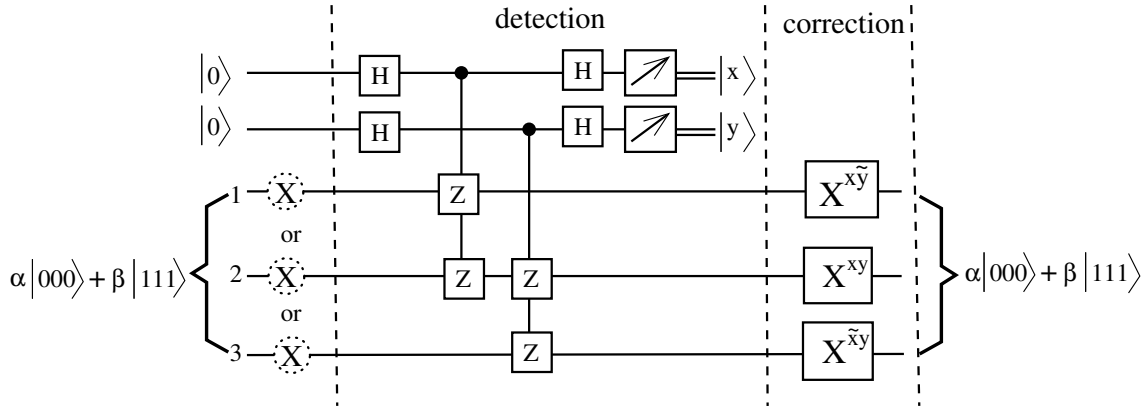 detection
correction
|0⟩ H H |x⟩
|0⟩ H H |y⟩
1 X Z X^{xỹ}
or
α|000⟩ + β|111⟩ 2 X Z Z X^{xy} α|000⟩ + β|111⟩
or
3 X Z X^{x̃y}